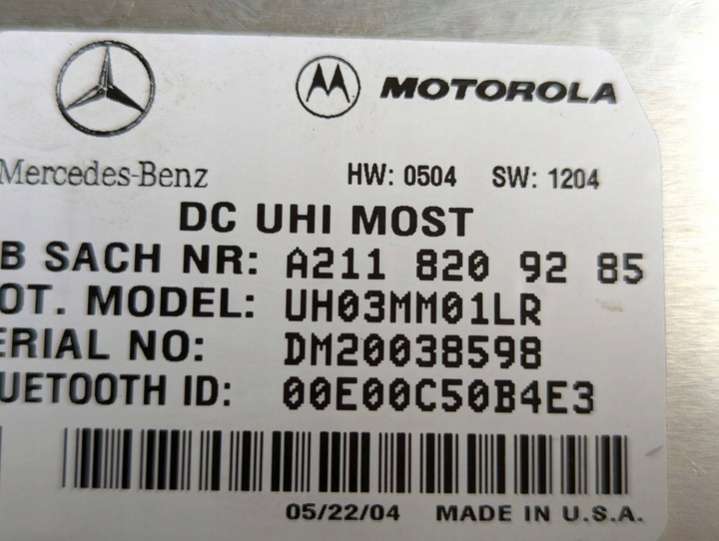 MOTOROLA
Mercedes-Benz HW: 0504 SW: 1204
DC UHI MOST
B SACH NR: A211 820 92 85
OT. MODEL: UH03MM01LR
ERIAL NO: DM20038598
UETOOTH ID: 00E00C50B4E3
05/22/04 MADE IN U.S.A.